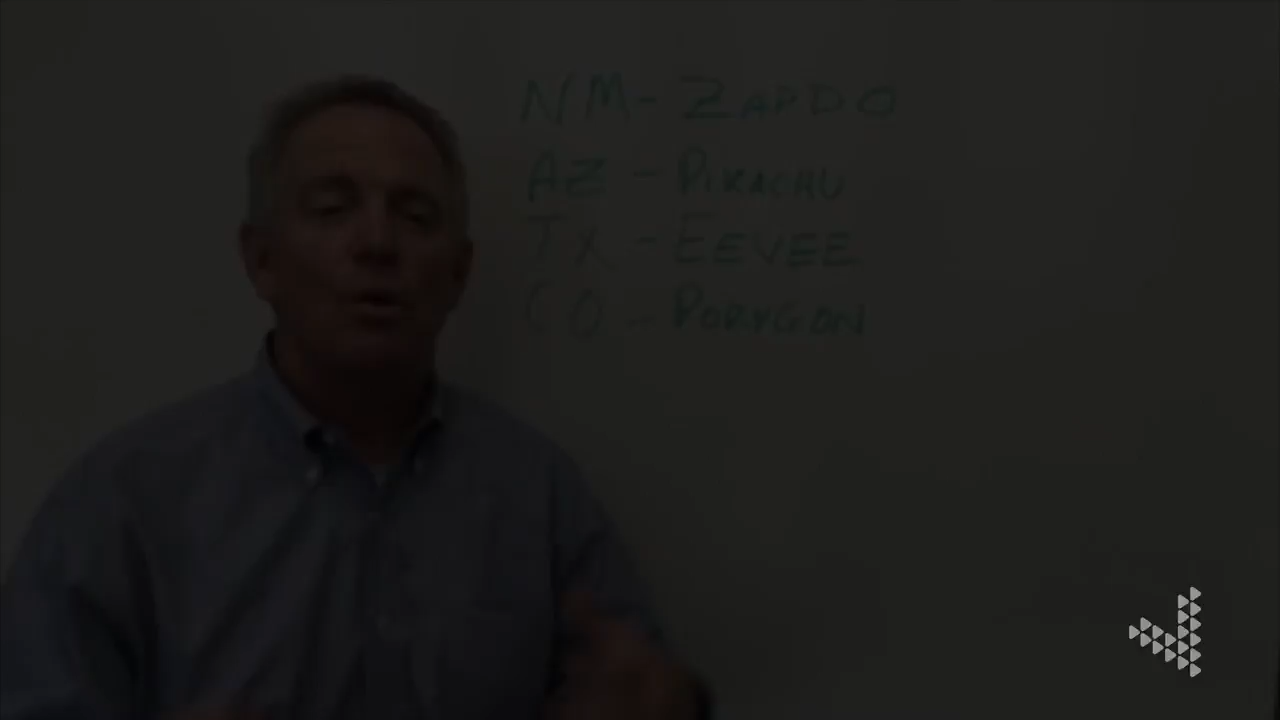 NM- ZAPDO
AZ - PIKACHU
TX - EEVEE
CO - PORYGON